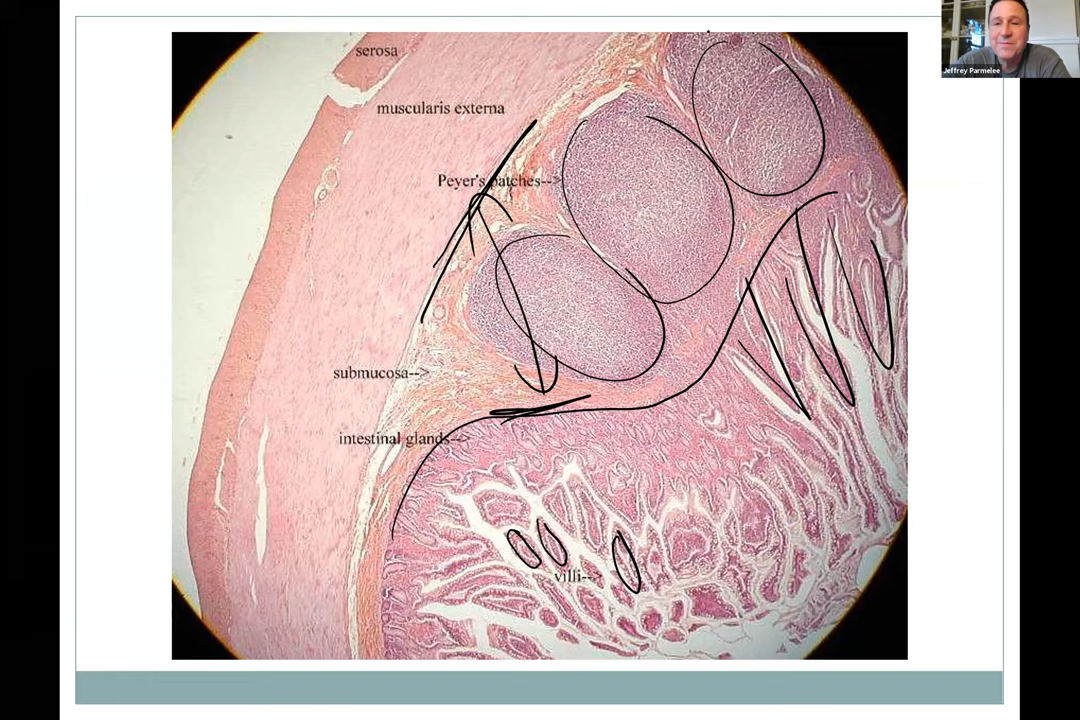 serosa
Jeffrey Parmelee
muscularis externa
Peyer's patches-->
submucosa-->
intestinal glands-->
villi-->